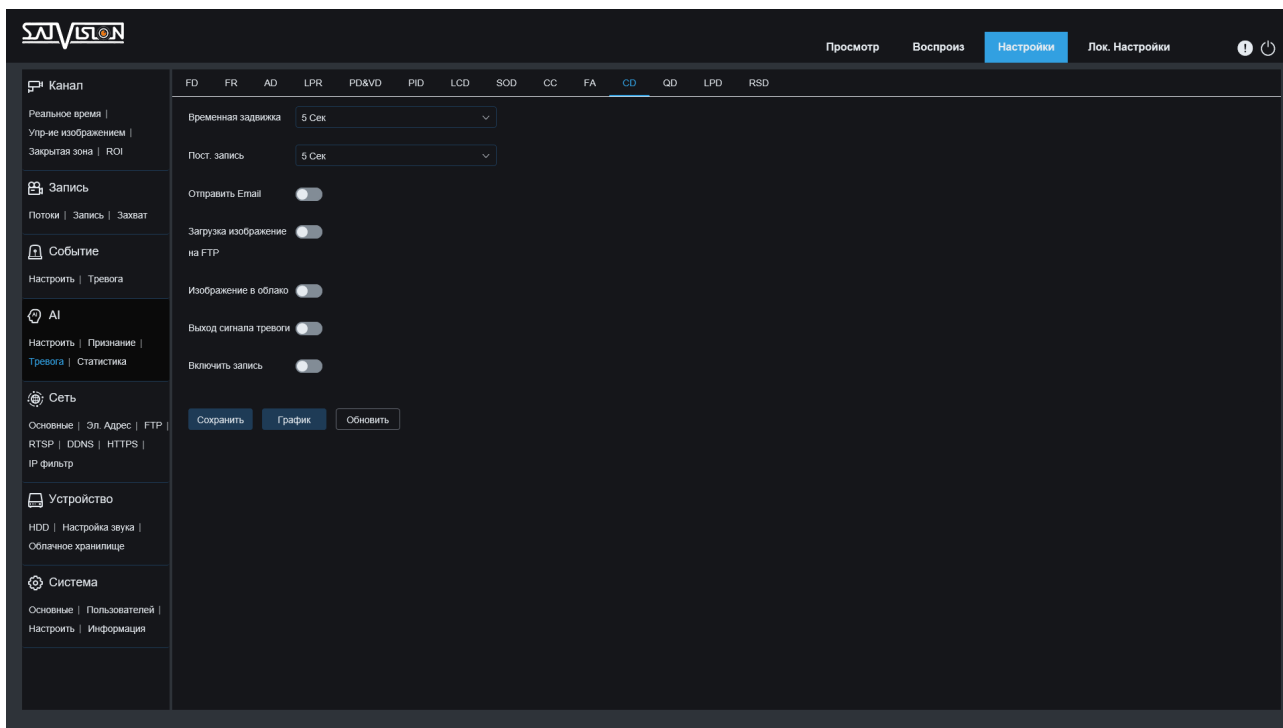 SATVISION
Просмотр Воспроиз Настройки Лок. Настройки
Канал
Реальное время |
Упр-ие изображением |
Закрытая зона | ROI
Запись
Потоки | Запись | Захват
Событие
Настроить | Тревога
AI
Настроить | Признание |
Тревога | Статистика
Сеть
Основные | Эл. Адрес | FTP |
RTSP | DDNS | HTTPS |
IP фильтр
Устройство
HDD | Настройка звука |
Облачное хранилище
Система
Основные | Пользователей |
Настроить | Информация
FD FR AD LPR PD&VD PID LCD SOD CC FA CD QD LPD RSD
Временная задвижка 5 Сек
Пост. запись 5 Сек
Отправить Email
Загрузка изображение
на FTP
Изображение в облако
Выход сигнала тревоги
Включить запись
Сохранить График Обновить